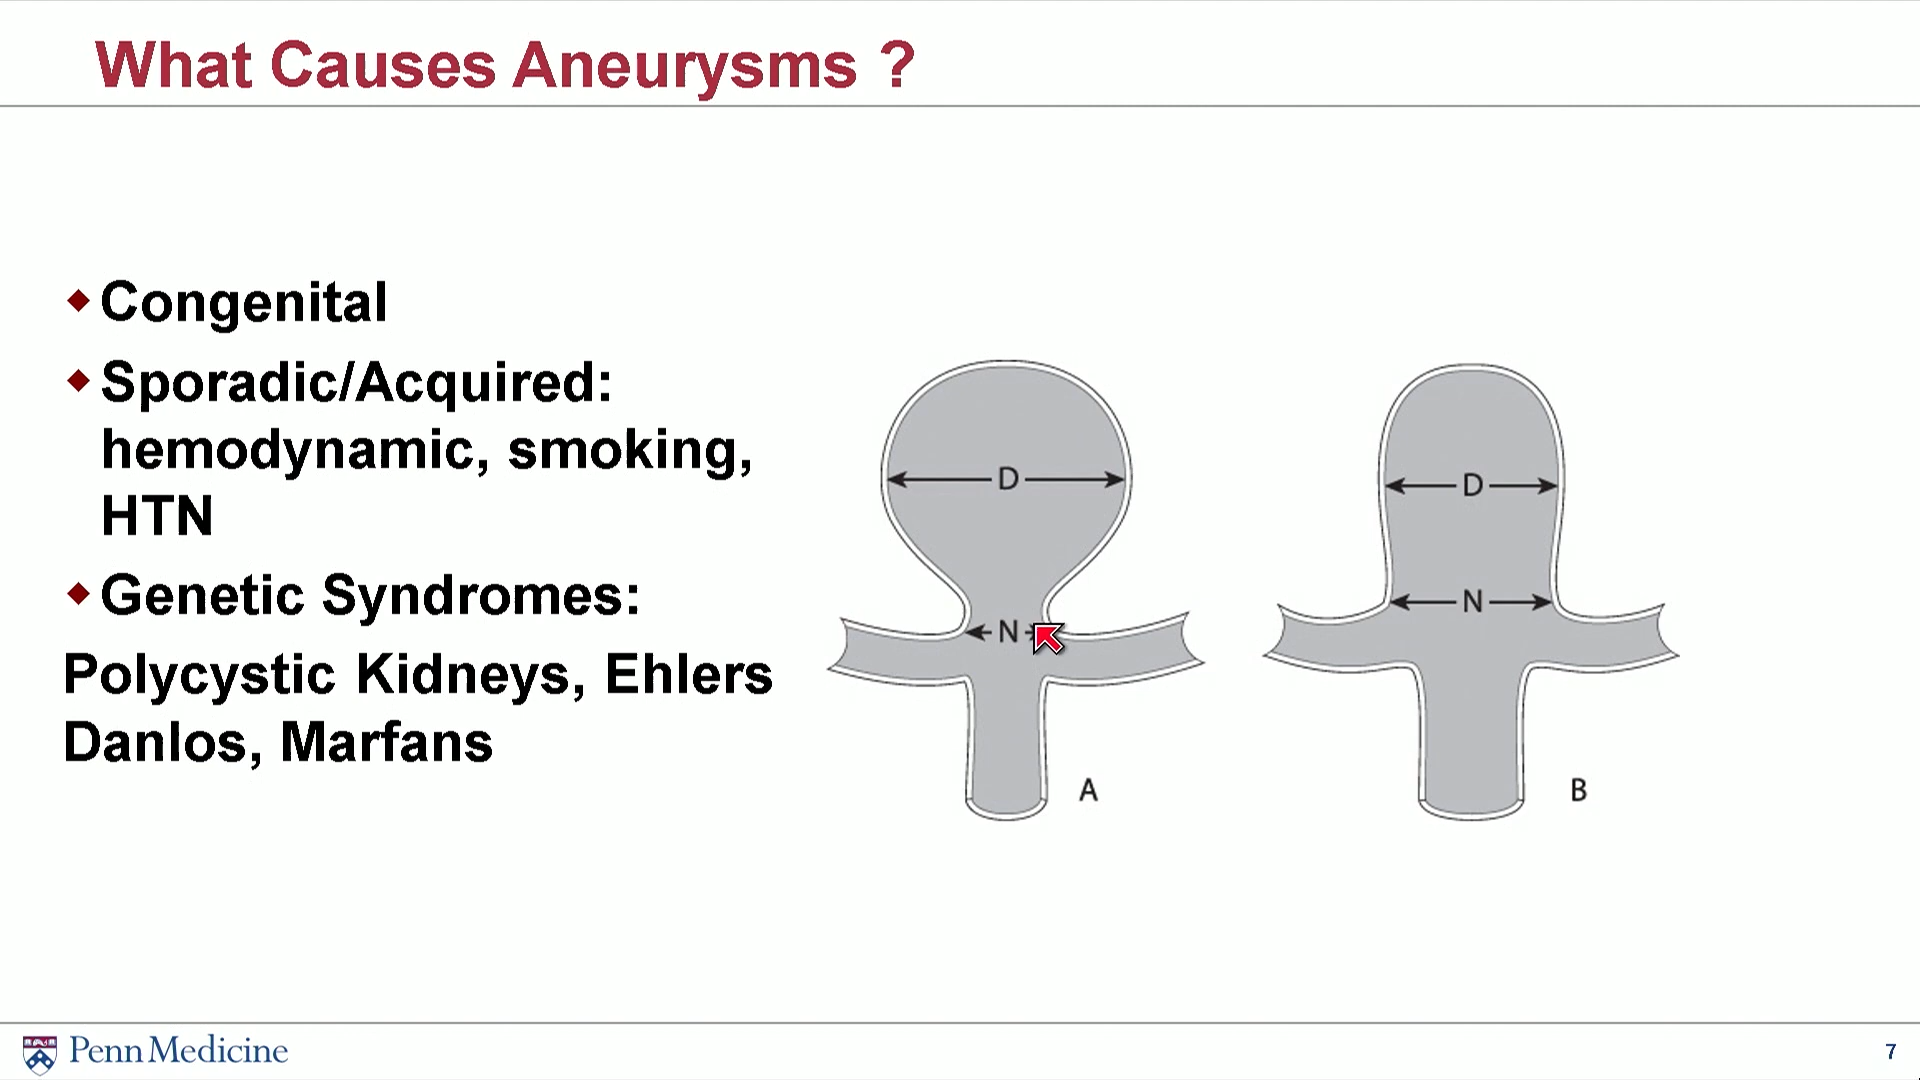 What Causes Aneurysms ?
Congenital
Sporadic/Acquired:
hemodynamic, smoking,
HTN
Genetic Syndromes:
Polycystic Kidneys, Ehlers
Danlos, Marfans
D
N
A
D
N
B
Penn Medicine
7